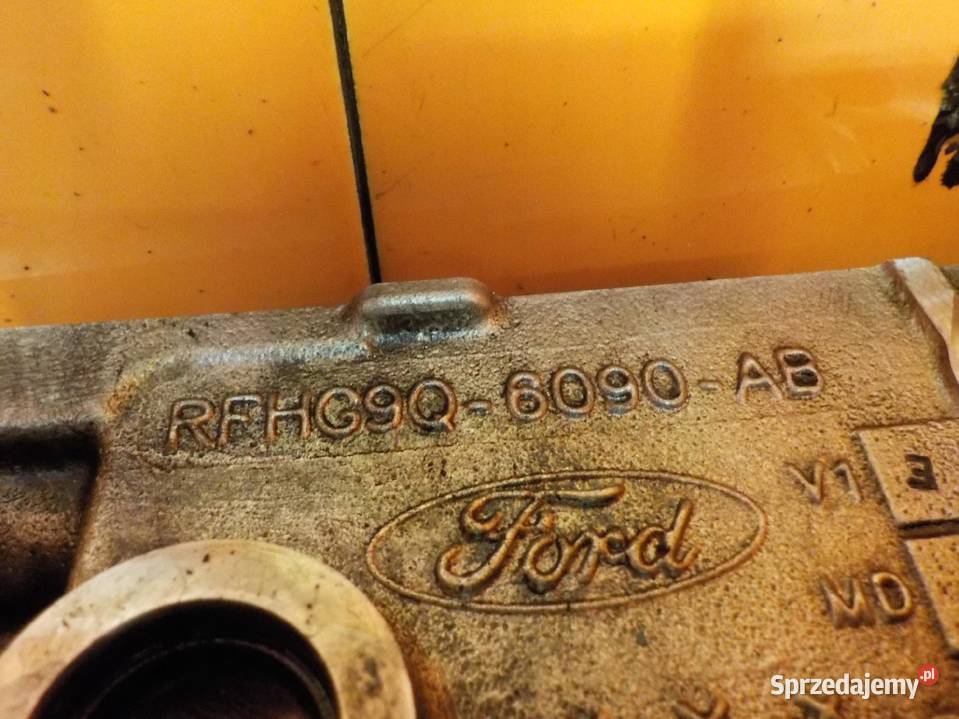 RFHG9Q-6090-AB
Ford
V1 E
MD
Sprzedajemy.pl